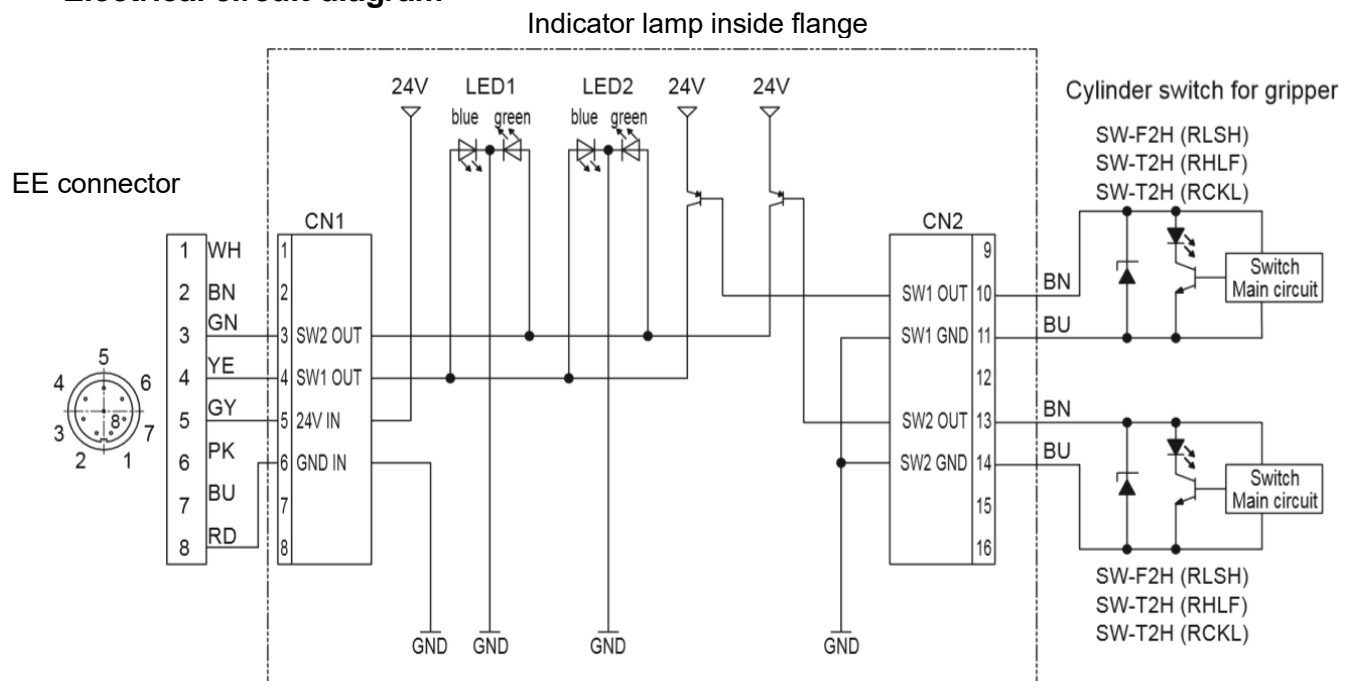 Electrical circuit diagram
Indicator lamp inside flange
24V
LED1
LED2
24V
24V
blue green
blue green
Cylinder switch for gripper
SW-F2H (RLSH)
SW-T2H (RHLF)
SW-T2H (RCKL)
EE connector
CN1
CN2
1 WH
2 BN
3 GN
4 YE
5 GY
6 PK
7 BU
8 RD
1
2
3 SW2 OUT
4 SW1 OUT
5 24V IN
6 GND IN
7
8
5
4
6
3
8
7
2
1
9
SW1 OUT 10
SW1 GND 11
12
SW2 OUT 13
SW2 GND 14
15
16
BN
BU
Switch
Main circuit
BN
BU
Switch
Main circuit
SW-F2H (RLSH)
SW-T2H (RHLF)
SW-T2H (RCKL)
GND
GND
GND
GND